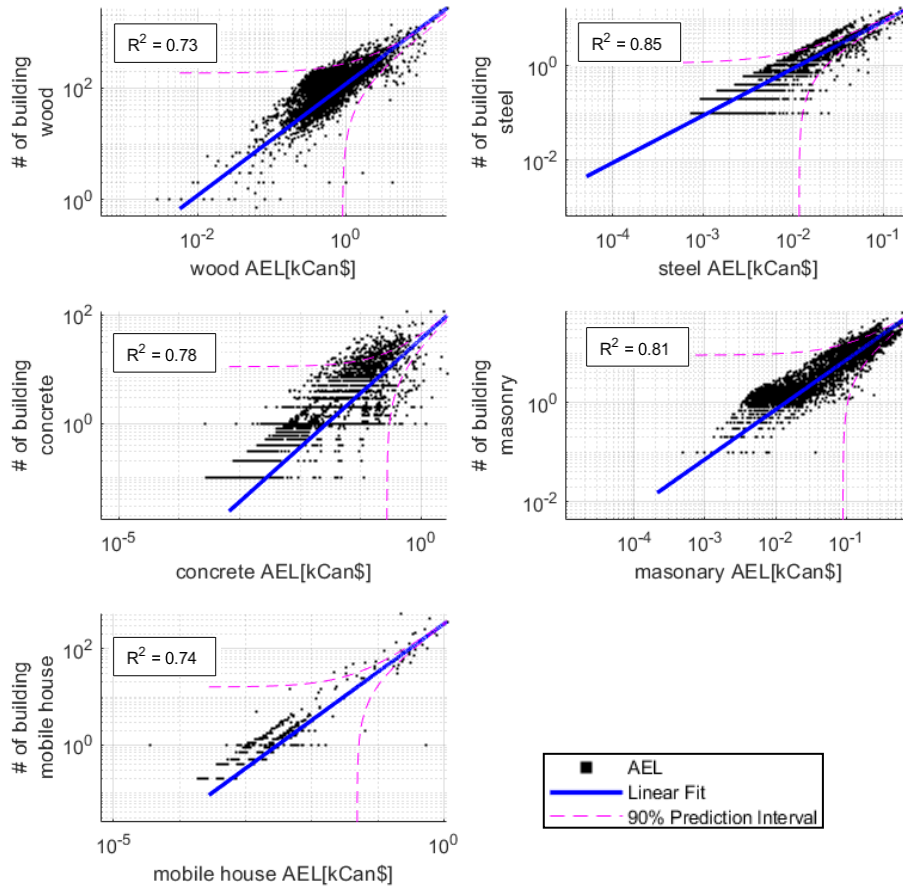 R² = 0.73
10²
10⁰
# of building
wood
10⁻²
10⁰
wood AEL[kCan$]
R² = 0.85
10⁰
10⁻²
# of building
steel
10⁻⁴
10⁻³
10⁻²
10⁻¹
steel AEL[kCan$]
R² = 0.78
10²
10⁰
# of building
concrete
10⁻⁵
10⁰
concrete AEL[kCan$]
R² = 0.81
10⁰
10⁻²
# of building
masonry
10⁻⁴
10⁻³
10⁻²
10⁻¹
masonary AEL[kCan$]
R² = 0.74
10²
10⁰
# of building
mobile house
10⁻⁵
10⁰
mobile house AEL[kCan$]
AEL
Linear Fit
90% Prediction Interval